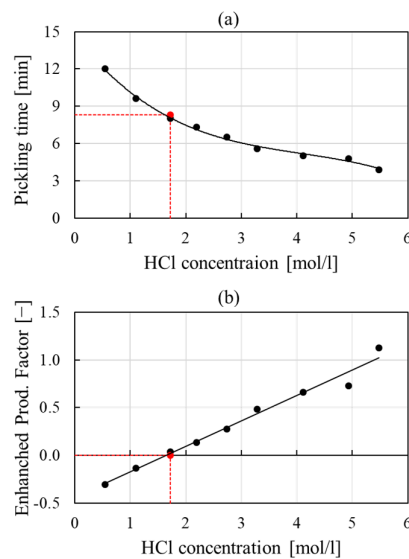 (a)
15
12
9
6
3
0
Pickling time [min]
0 1 2 3 4 5 6
HCl concentraion [mol/l]
(b)
1.5
1.0
0.5
0.0
-0.5
Enhanched Prod. Factor [−]
0 1 2 3 4 5 6
HCl concentration [mol/l]